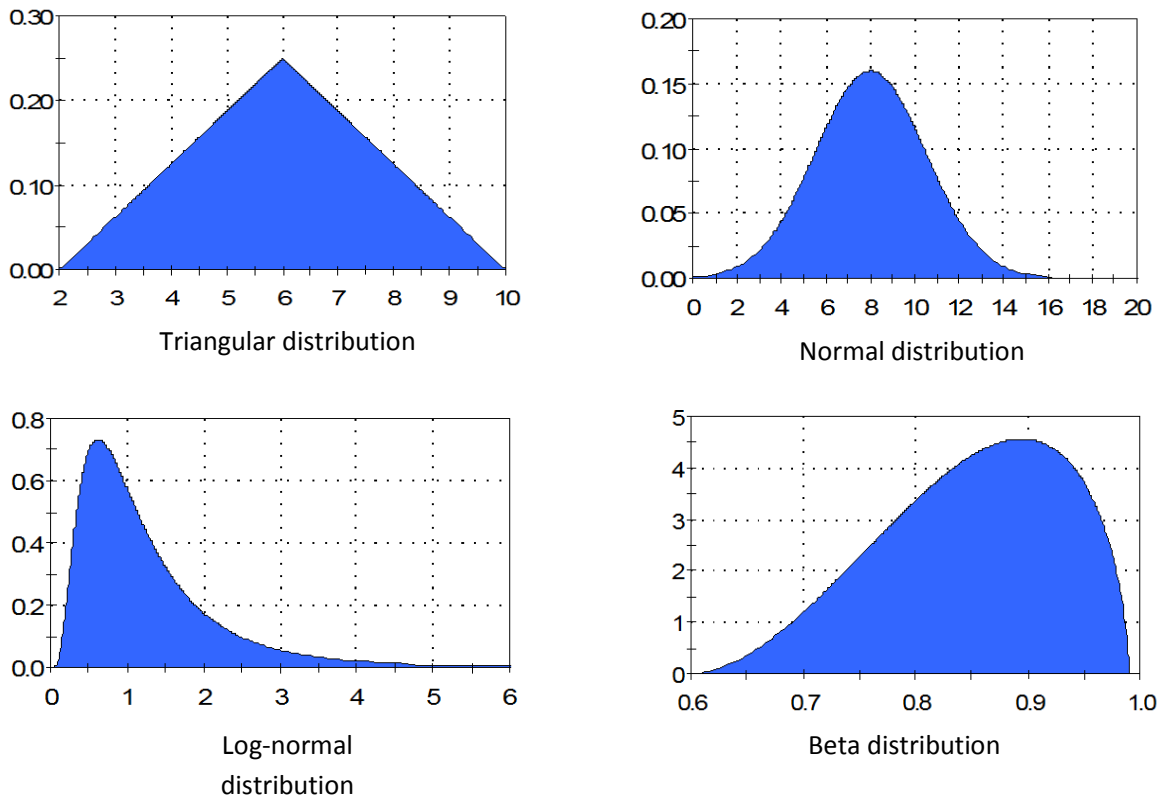 0.30
0.20
0.10
0.00
2 3 4 5 6 7 8 9 10
Triangular distribution
0.20
0.15
0.10
0.05
0.00
0 2 4 6 8 10 12 14 16 18 20
Normal distribution
0.8
0.6
0.4
0.2
0.0
0 1 2 3 4 5 6
Log-normal
distribution
5
4
3
2
1
0
0.6 0.7 0.8 0.9 1.0
Beta distribution